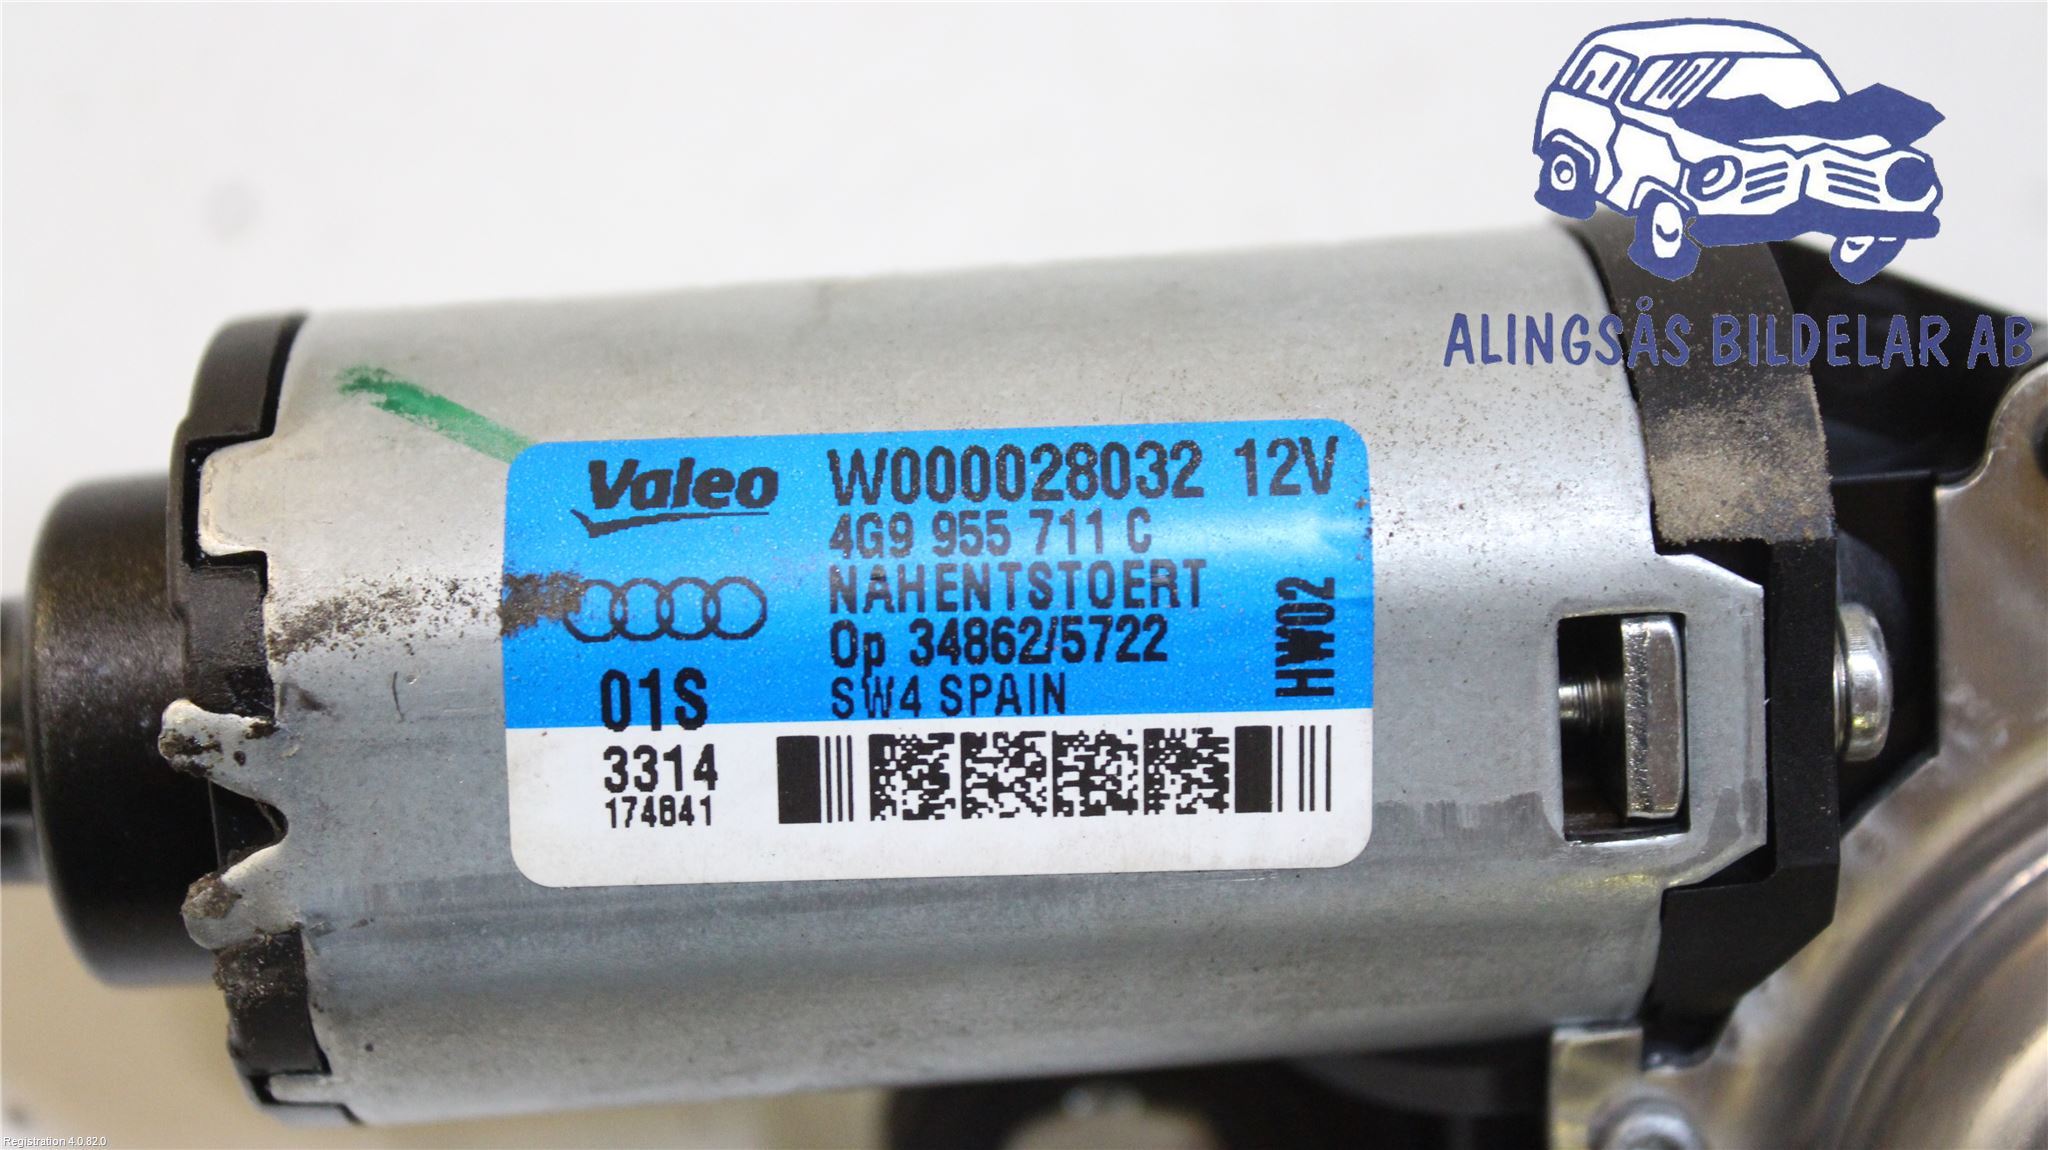 ALINGSÅS BILDELAR AB
Valeo
W000028032 12V
4G9 955 711 C
NAHENTSTOERT
Op 34862/5722
SW4 SPAIN
HW02
01S
3314
174841
Registration 4.0.82.0